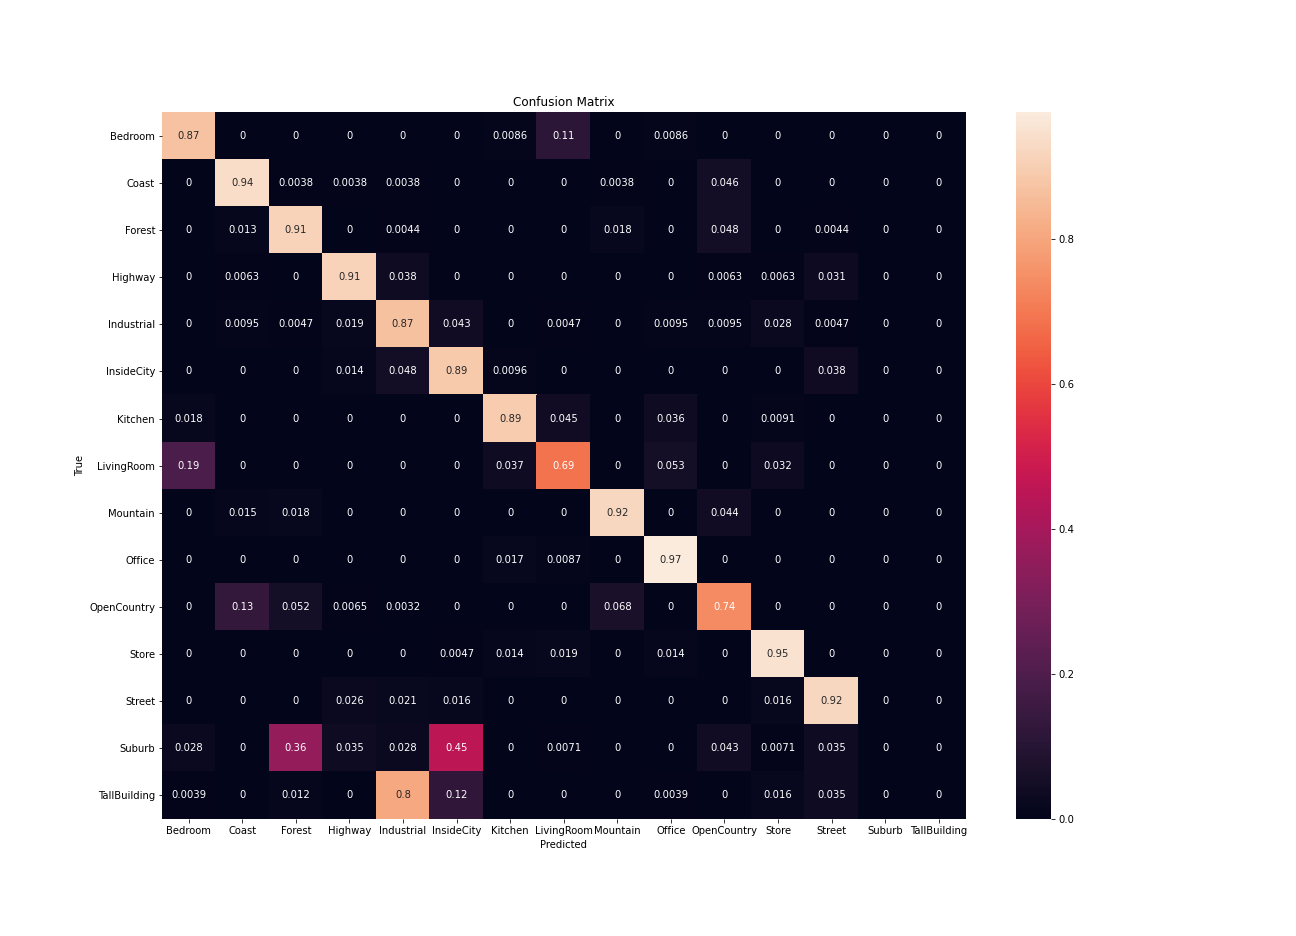 Confusion Matrix
Bedroom 0.87 0 0 0 0 0 0.0086 0.11 0 0.0086 0 0 0 0 0
Coast 0 0.94 0.0038 0.0038 0.0038 0 0 0 0.0038 0 0.046 0 0 0 0
Forest 0 0.013 0.91 0 0.0044 0 0 0 0.018 0 0.048 0 0.0044 0 0
0.8
Highway 0 0.0063 0 0.91 0.038 0 0 0 0 0 0.0063 0.0063 0.031 0 0
Industrial 0 0.0095 0.0047 0.019 0.87 0.043 0 0.0047 0 0.0095 0.0095 0.028 0.0047 0 0
InsideCity 0 0 0 0.014 0.048 0.89 0.0096 0 0 0 0 0 0.038 0 0
0.6
Kitchen 0.018 0 0 0 0 0 0.89 0.045 0 0.036 0 0.0091 0 0 0
True
LivingRoom 0.19 0 0 0 0 0 0.037 0.69 0 0.053 0 0.032 0 0 0
Mountain 0 0.015 0.018 0 0 0 0 0 0.92 0 0.044 0 0 0 0
0.4
Office 0 0 0 0 0 0 0.017 0.0087 0 0.97 0 0 0 0 0
OpenCountry 0 0.13 0.052 0.0065 0.0032 0 0 0 0.068 0 0.74 0 0 0 0
Store 0 0 0 0 0 0.0047 0.014 0.019 0 0.014 0 0.95 0 0 0
0.2
Street 0 0 0 0.026 0.021 0.016 0 0 0 0 0 0.016 0.92 0 0
Suburb 0.028 0 0.36 0.035 0.028 0.45 0 0.0071 0 0 0.043 0.0071 0.035 0 0
TallBuilding 0.0039 0 0.012 0 0.8 0.12 0 0 0 0.0039 0 0.016 0.035 0 0
0.0
Bedroom Coast Forest Highway Industrial InsideCity Kitchen LivingRoom Mountain Office OpenCountry Store Street Suburb TallBuilding
Predicted